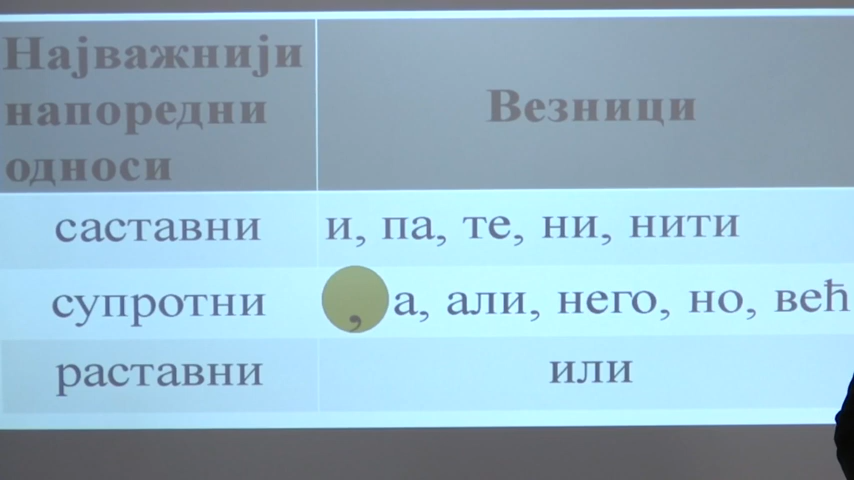 Најважнији
напоредни
односи
Везници
саставни
и, па, те, ни, нити
супротни
, а, али, него, но, већ
раставни
или